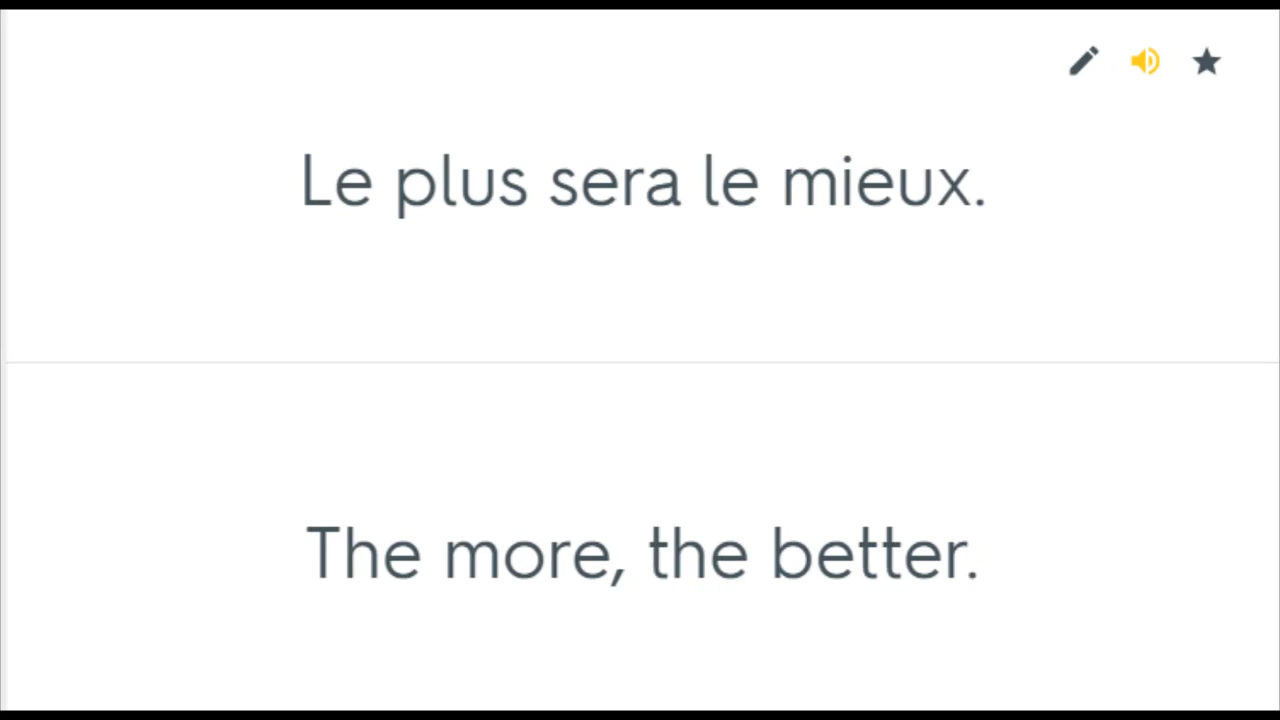 Le plus sera le mieux.
The more, the better.